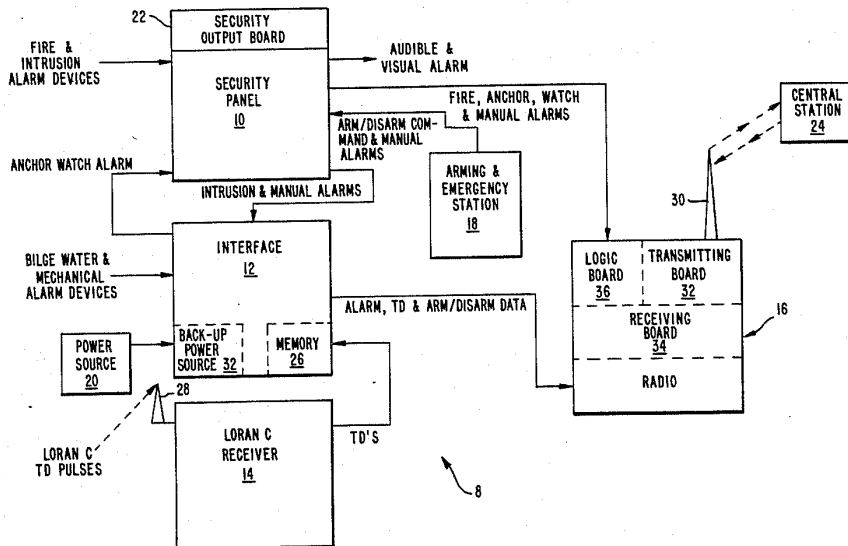 22
SECURITY
OUTPUT BOARD
FIRE &
INTRUSION
ALARM DEVICES
AUDIBLE &
VISUAL ALARM
SECURITY
PANEL
10
FIRE, ANCHOR, WATCH
& MANUAL ALARMS
ARM/DISARM COM-
MAND & MANUAL
ALARMS
CENTRAL
STATION
24
ANCHOR WATCH ALARM
INTRUSION & MANUAL ALARMS
ARMING &
EMERGENCY
STATION
18
30
INTERFACE
12
BILGE WATER &
MECHANICAL
ALARM DEVICES
LOGIC
BOARD
36
TRANSMITTING
BOARD
32
ALARM, TD & ARM/DISARM DATA
RECEIVING
BOARD
34
16
POWER
SOURCE
20
BACK-UP
POWER
SOURCE 32
MEMORY
26
RADIO
28
LORAN C
TD PULSES
LORAN C
RECEIVER
14
TD'S
8